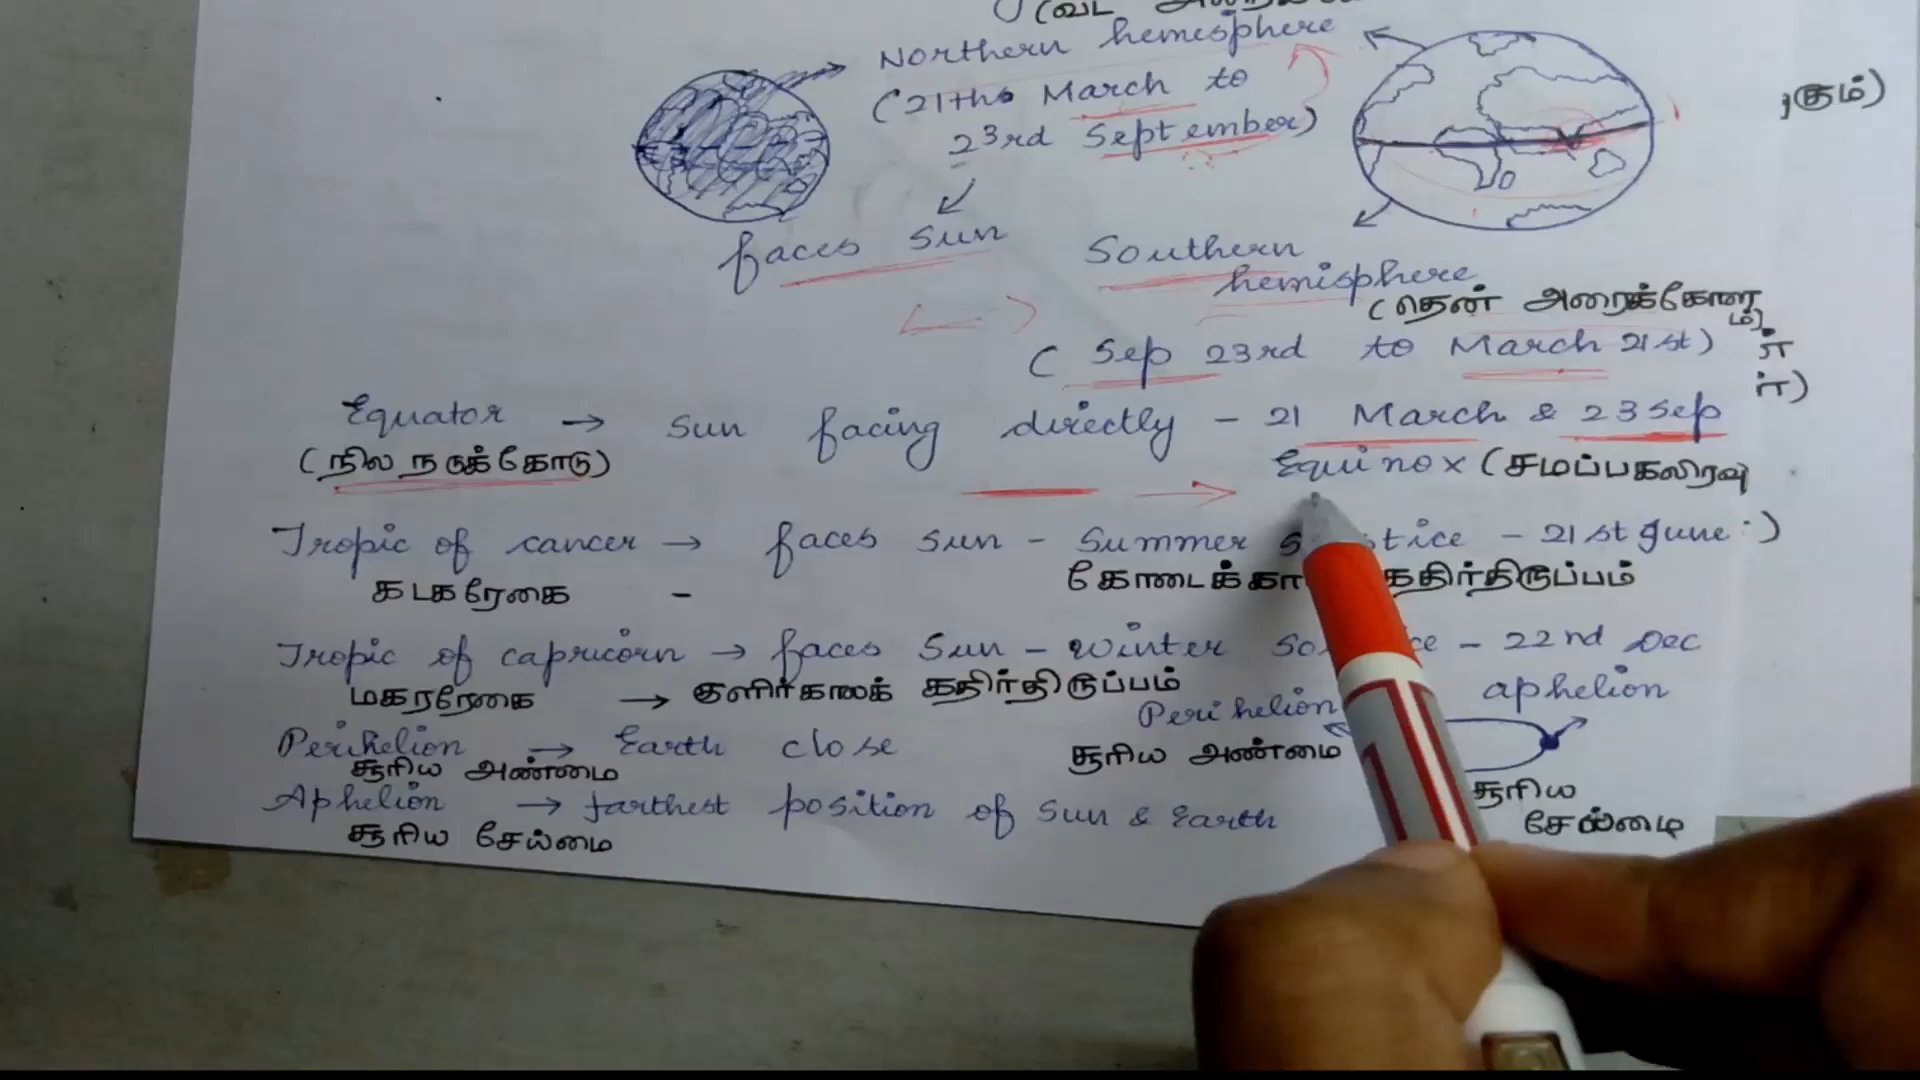 (வட
Northern hemisphere
(21th March to
23rd September)
கும்)
faces sun
Southern
hemisphere
(தென் அரைக்கோள
ம்)
(Sep 23rd to March 21st)
Equator → sun facing directly - 21 March & 23 Sep
(நில நடுக்கோடு)
Equinox (சமப்பகலிரவு
Tropic of cancer → faces sun - Summer - 21st June :)
கடகரேகை -
கதிர்திருப்பம்
Tropic of capricorn → faces Sun - winter - 22nd Dec
மகரரேகை → குளிர்காலக் கதிர்திருப்பம்
Perihelion
aphelion
Perihelion → Earth close
சூரிய அண்மை
சூரிய அண்மை
Aphelion → farthest position of Sun & Earth
சூரிய சேய்மை
சூரிய
சேய்மை